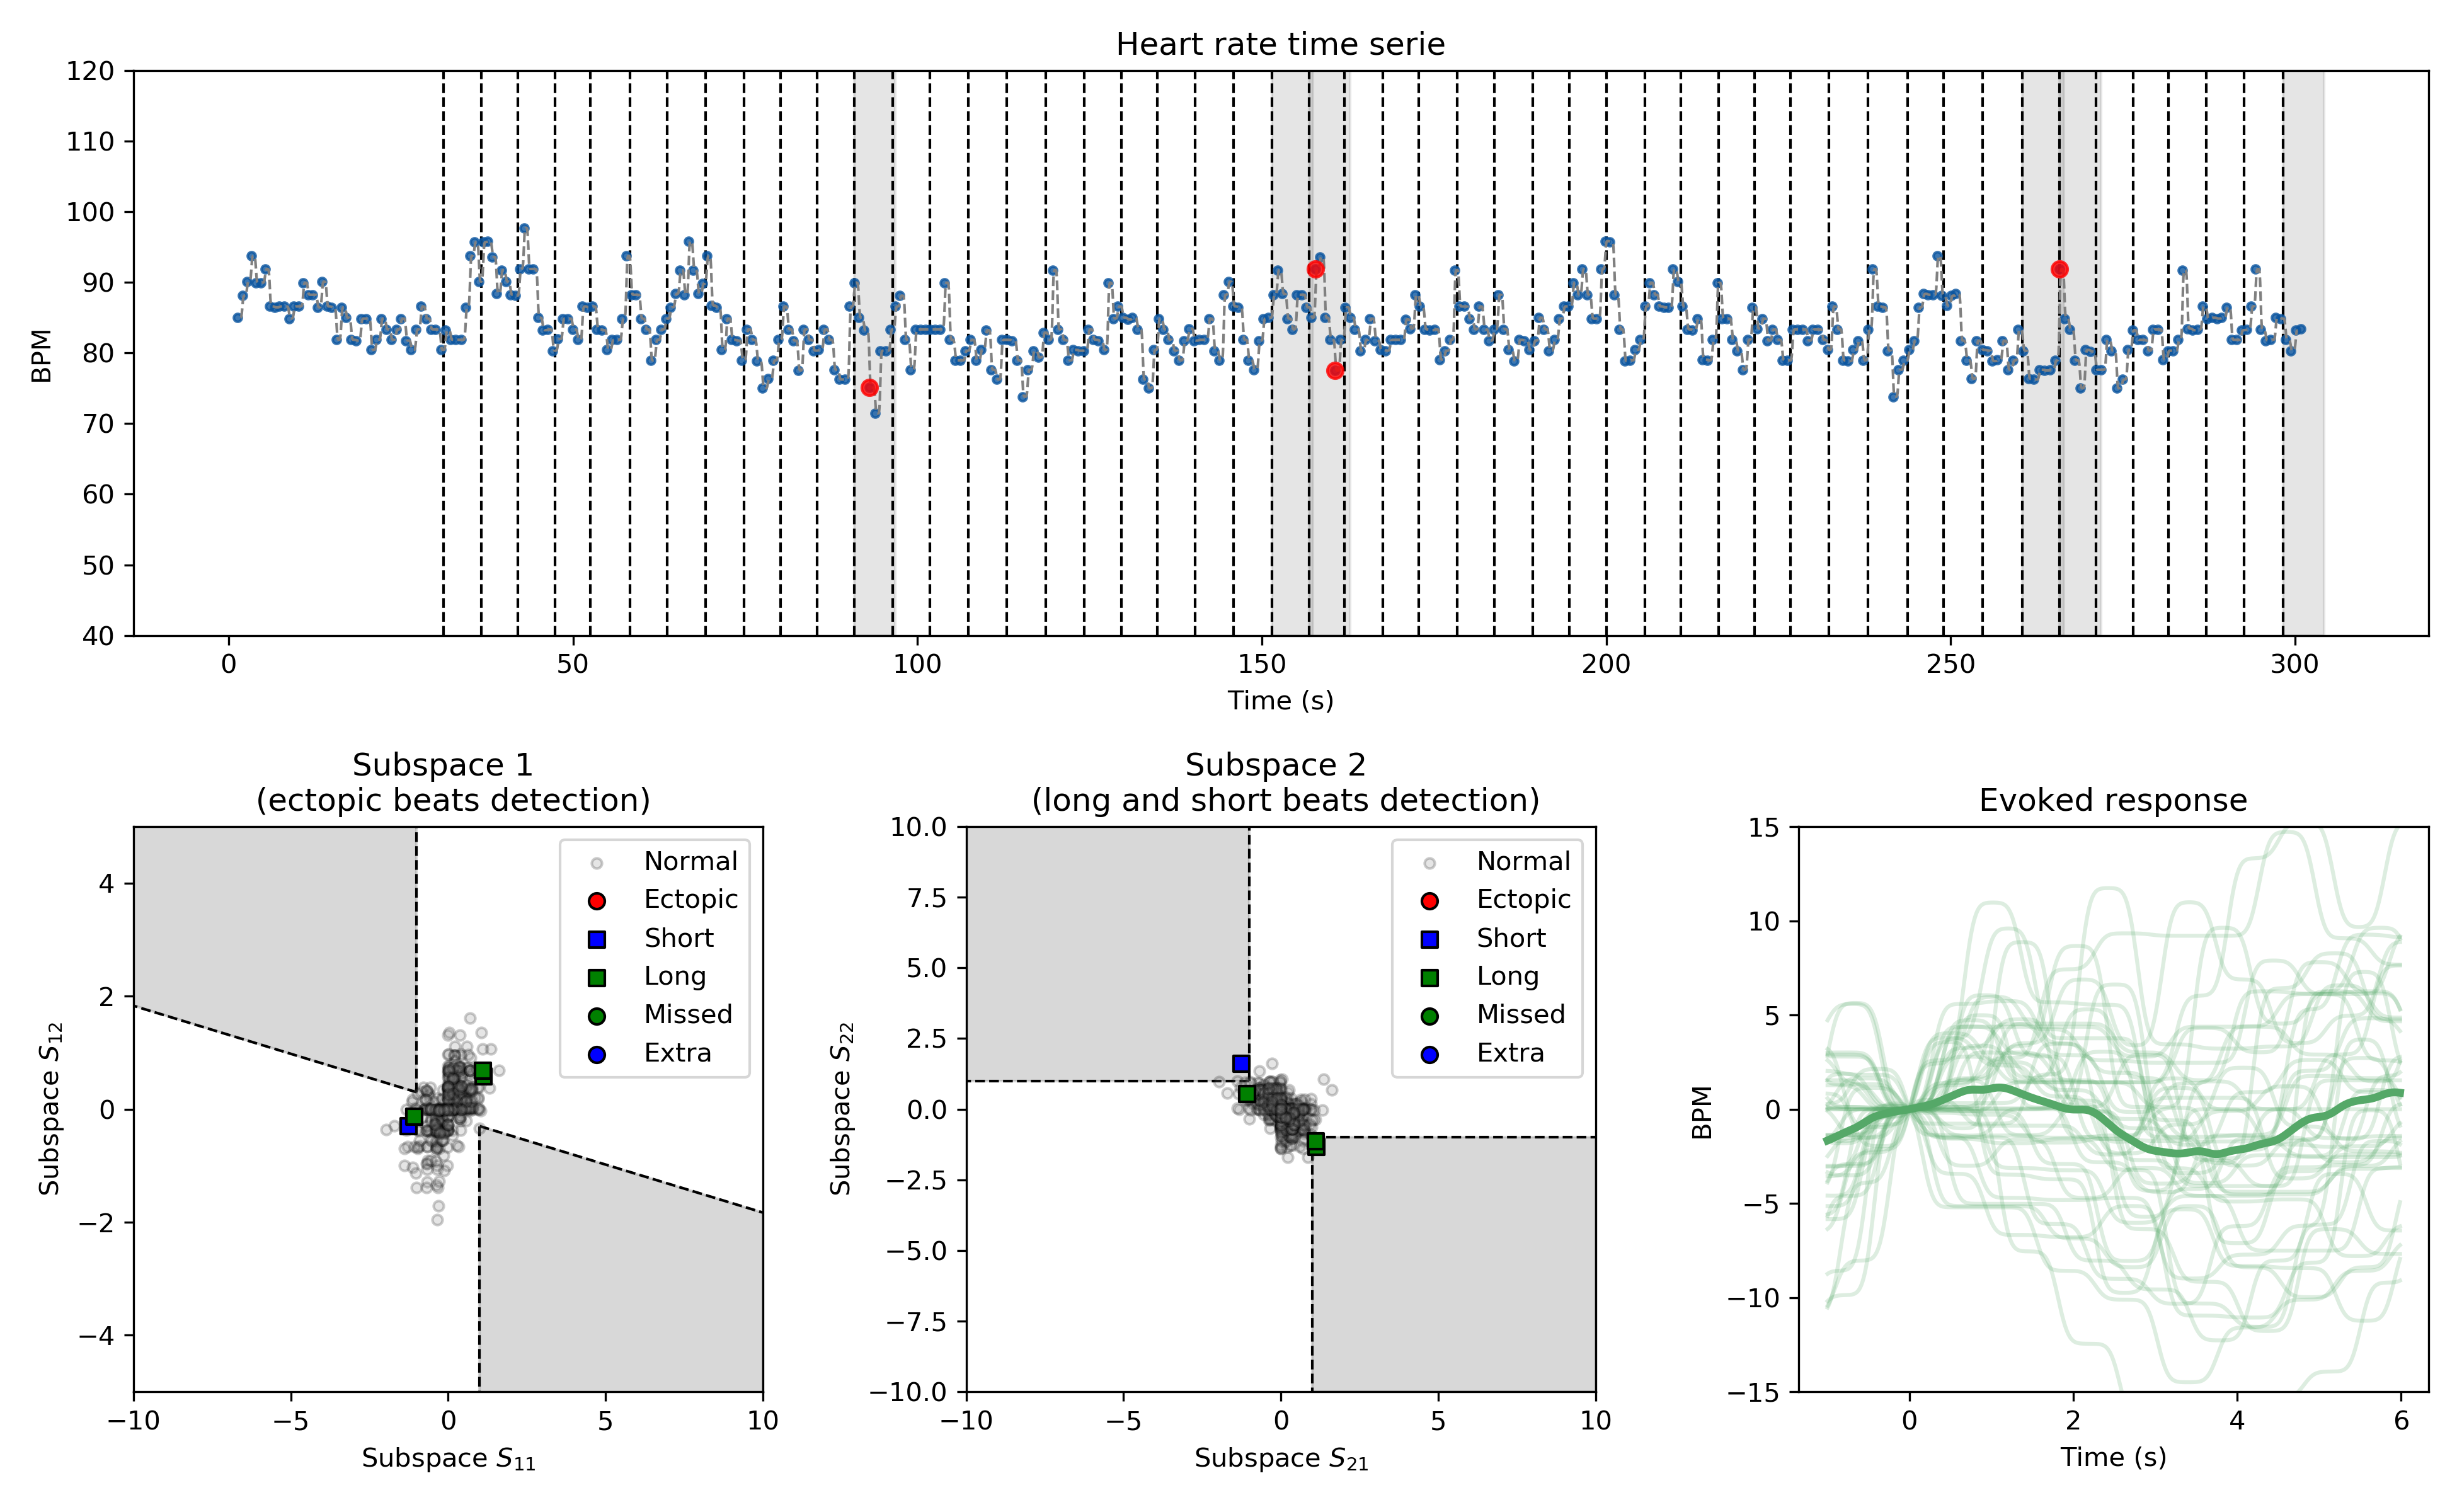 Heart rate time serie
120
110
100
90
80
70
60
50
40
BPM
0 50 100 150 200 250 300
Time (s)
Subspace 1
(ectopic beats detection)
4
2
0
−2
−4
Subspace S12
Normal
Ectopic
Short
Long
Missed
Extra
−10 −5 0 5 10
Subspace S11
Subspace 2
(long and short beats detection)
10.0
7.5
5.0
2.5
0.0
−2.5
−5.0
−7.5
−10.0
Subspace S22
Normal
Ectopic
Short
Long
Missed
Extra
−10 −5 0 5 10
Subspace S21
Evoked response
15
10
5
0
−5
−10
−15
BPM
0 2 4 6
Time (s)